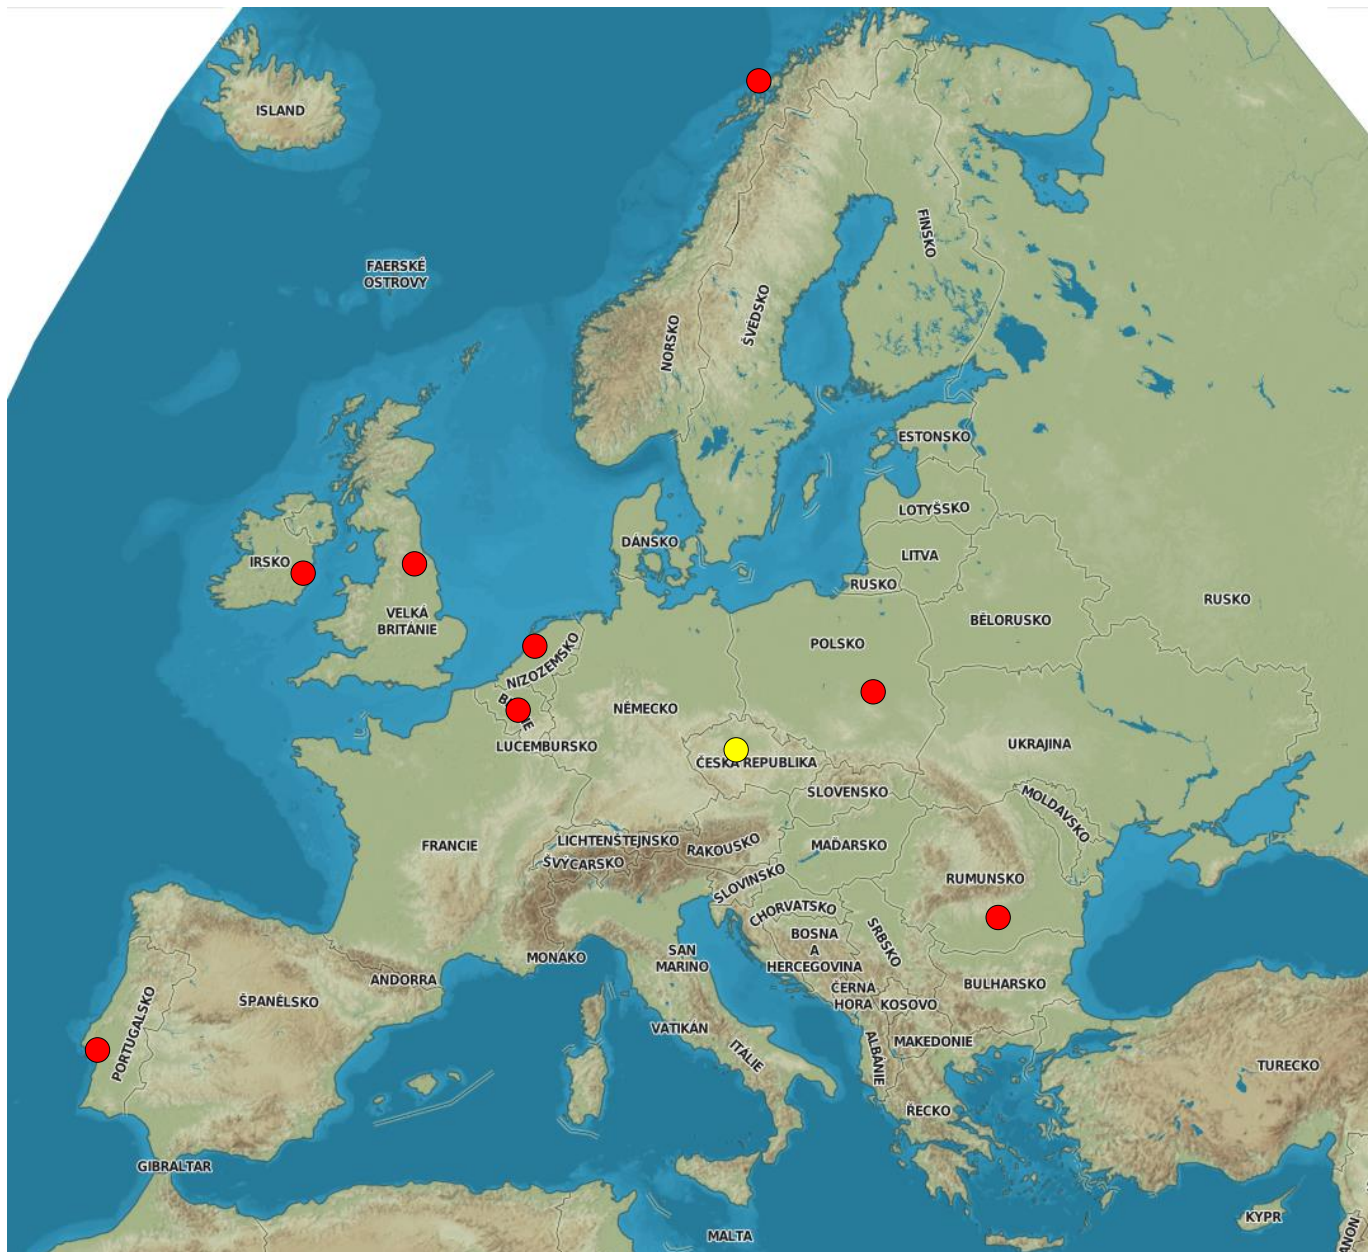 ISLAND
FAERSKÉ
OSTROVY
FINSKO
ŠVÉDSKO
NORSKO
ESTONSKO
LOTYŠSKO
DÁNSKO
LITVA
IRSKO
RUSKO
RUSKO
VELKÁ
BRITÁNIE
BĚLORUSKO
POLSKO
NIZOZEMSKO
NĚMECKO
LUCEMBURSKO
UKRAJINA
ČESKÁ REPUBLIKA
SLOVENSKO
MOLDAVSKO
FRANCIE
LICHTENŠTEJNSKO
RAKOUSKO
MAĎARSKO
ŠVÝCARSKO
RUMUNSKO
SLOVINSKO
CHORVATSKO
BOSNA
A
HERCEGOVINA
SRBSKO
SAN
MARINO
MONAKO
ANDORRA
BULHARSKO
ČERNÁ
HORA
KOSOVO
ŠPANĚLSKO
PORTUGALSKO
VATIKÁN
ITÁLIE
MAKEDONIE
ALBÁNIE
TURECKO
ŘECKO
GIBRALTAR
KYPR
MALTA